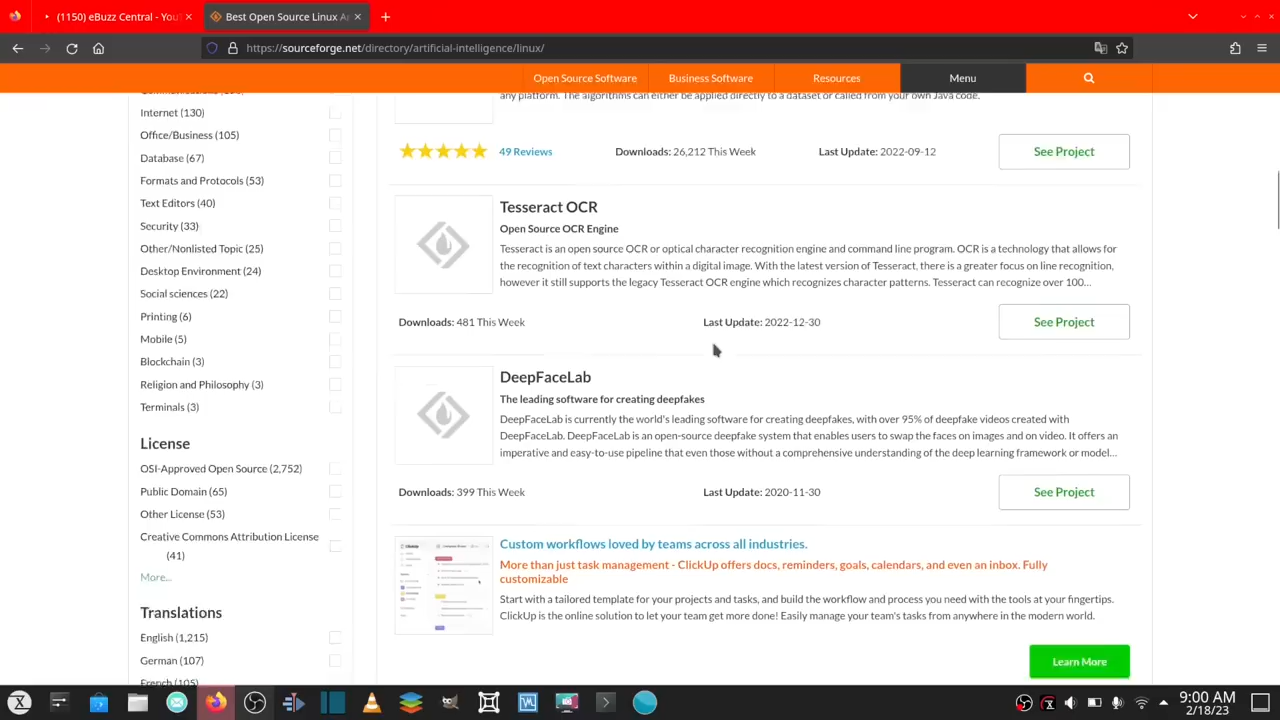 (1150) eBuzz Central - You
Best Open Source Linux
https://sourceforge.net/directory/artificial-intelligence/linux/
Open Source Software
Business Software
Resources
Menu
Internet (130)
Office/Business (105)
Database (67)
Formats and Protocols (53)
Text Editors (40)
Security (33)
Other/Nonlisted Topic (25)
Desktop Environment (24)
Social sciences (22)
Printing (6)
Mobile (5)
Blockchain (3)
Religion and Philosophy (3)
Terminals (3)
License
OSI-Approved Open Source (2,752)
Public Domain (65)
Other License (53)
Creative Commons Attribution License
(41)
More...
Translations
English (1,215)
German (107)
French (105)
any platform. The algorithms can either be applied directly to a dataset or called from your own Java code.
49 Reviews
Downloads: 26,212 This Week
Last Update: 2022-09-12
See Project
Tesseract OCR
Open Source OCR Engine
Tesseract is an open source OCR or optical character recognition engine and command line program. OCR is a technology that allows for
the recognition of text characters within a digital image. With the latest version of Tesseract, there is a greater focus on line recognition,
however it still supports the legacy Tesseract OCR engine which recognizes character patterns. Tesseract can recognize over 100...
Downloads: 481 This Week
Last Update: 2022-12-30
See Project
DeepFaceLab
The leading software for creating deepfakes
DeepFaceLab is currently the world's leading software for creating deepfakes, with over 95% of deepfake videos created with
DeepFaceLab. DeepFaceLab is an open-source deepfake system that enables users to swap the faces on images and on video. It offers an
imperative and easy-to-use pipeline that even those without a comprehensive understanding of the deep learning framework or model...
Downloads: 399 This Week
Last Update: 2020-11-30
See Project
ClickUp
Custom workflows loved by teams across all industries.
More than just task management - ClickUp offers docs, reminders, goals, calendars, and even an inbox. Fully
customizable
Start with a tailored template for your projects and tasks, and build the workflow and process you need with the tools at your fingertips.
ClickUp is the online solution to let your team get more done! Easily manage your team's tasks from anywhere in the modern world.
Learn More
9:00 AM
2/18/23